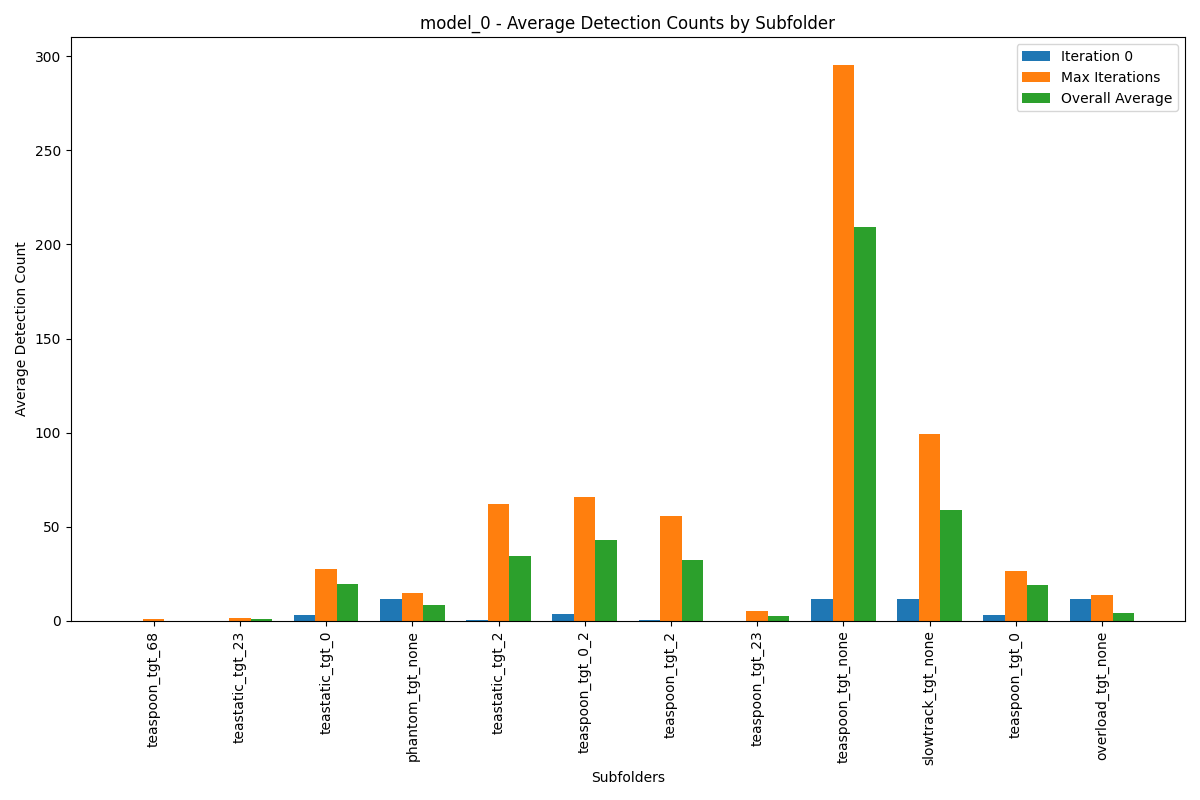 model_0 - Average Detection Counts by Subfolder
Iteration 0
Max Iterations
Overall Average
Average Detection Count
300
250
200
150
100
50
0
teaspoon_tgt_68
teastatic_tgt_23
teastatic_tgt_0
phantom_tgt_none
teastatic_tgt_2
teaspoon_tgt_0_2
teaspoon_tgt_2
teaspoon_tgt_23
teaspoon_tgt_none
slowtrack_tgt_none
teaspoon_tgt_0
overload_tgt_none
Subfolders